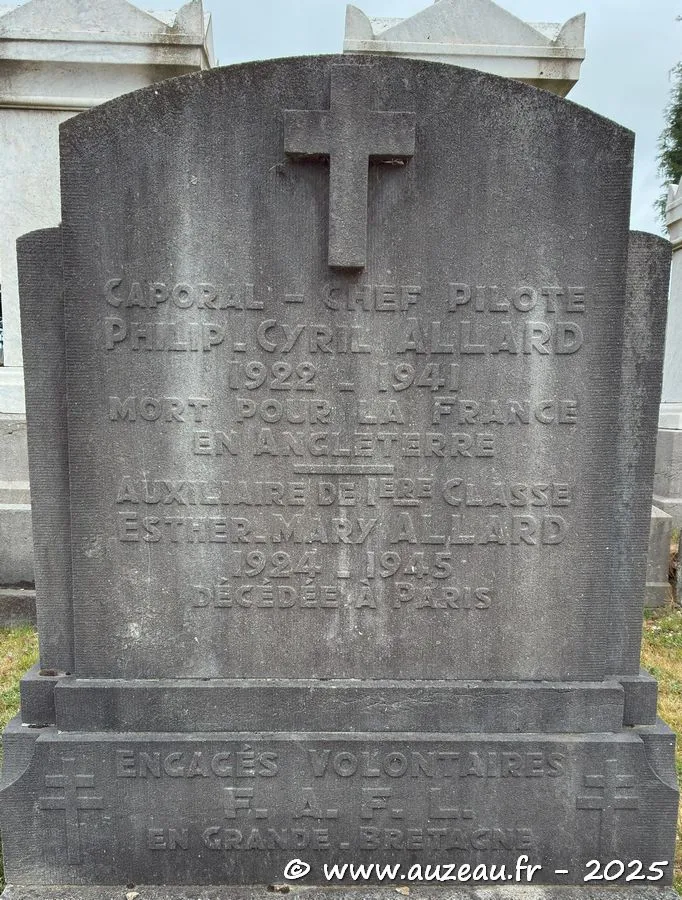 CAPORAL - CHEF PILOTE
PHILIP-CYRIL ALLARD
1922 - 1941
MORT POUR LA FRANCE
EN ANGLETERRE
AUXILIAIRE DE 1ÈRE CLASSE
ESTHER-MARY ALLARD
1924 - 1945
DÉCÉDÉE À PARIS
ENGAGÉS VOLONTAIRES
F. A. F. L.
EN GRANDE-BRETAGNE
© www.auzeau.fr - 2025